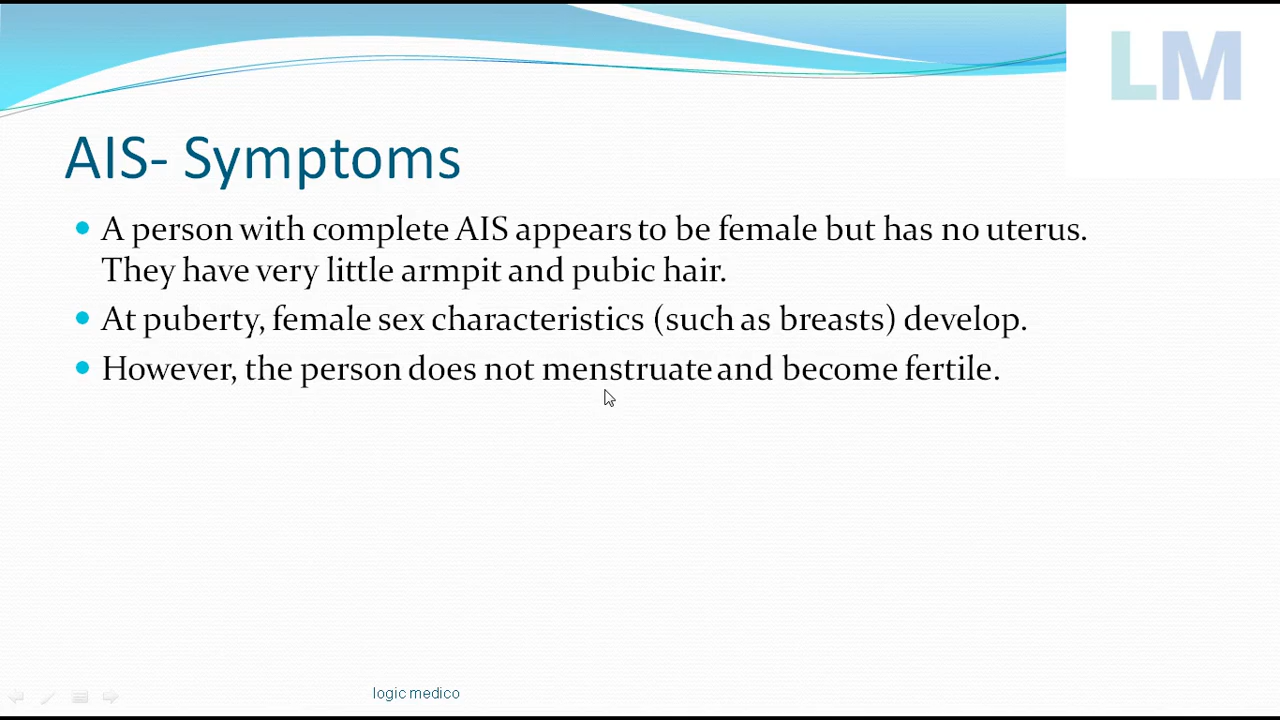 LM
AIS- Symptoms
A person with complete AIS appears to be female but has no uterus.
They have very little armpit and pubic hair.
At puberty, female sex characteristics (such as breasts) develop.
However, the person does not menstruate and become fertile.
logic medico